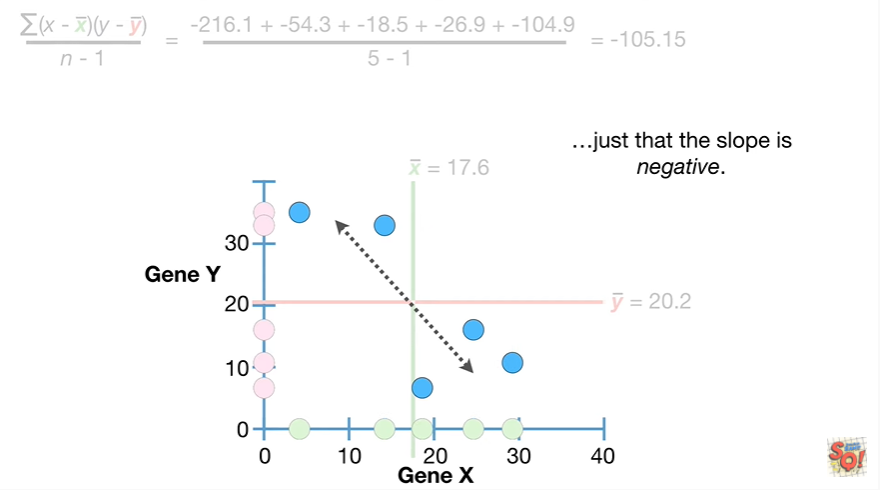 ∑(x - x̅)(y - y̅)
n - 1
=
-216.1 + -54.3 + -18.5 + -26.9 + -104.9
5 - 1
= -105.15
…just that the slope is
negative.
x̅ = 17.6
30
Gene Y
20
y̅ = 20.2
10
0
0 10 20 30 40
Gene X
SQ!